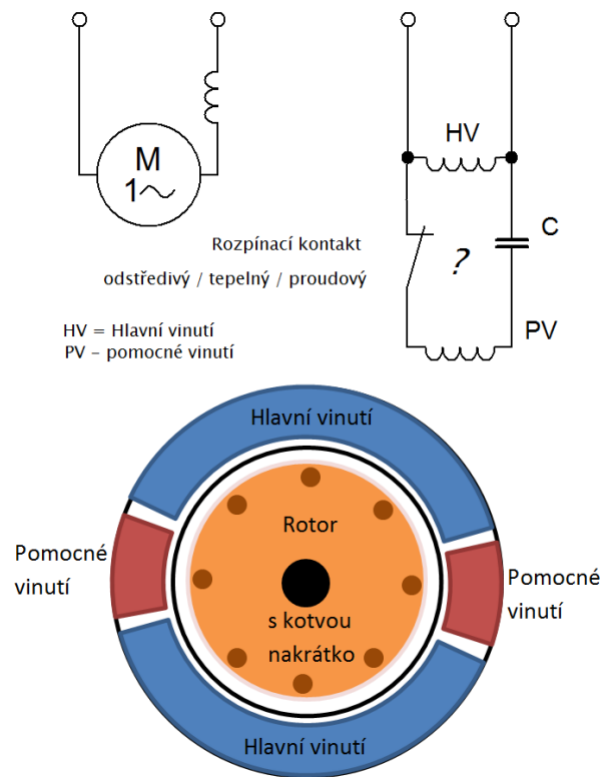 M
1~
HV
C
?
PV
Rozpínací kontakt
odstředivý / tepelný / proudový
HV = Hlavní vinutí
PV – pomocné vinutí
Hlavní vinutí
Rotor
Pomocné
vinutí
Pomocné
vinutí
s kotvou
nakrátko
Hlavní vinutí